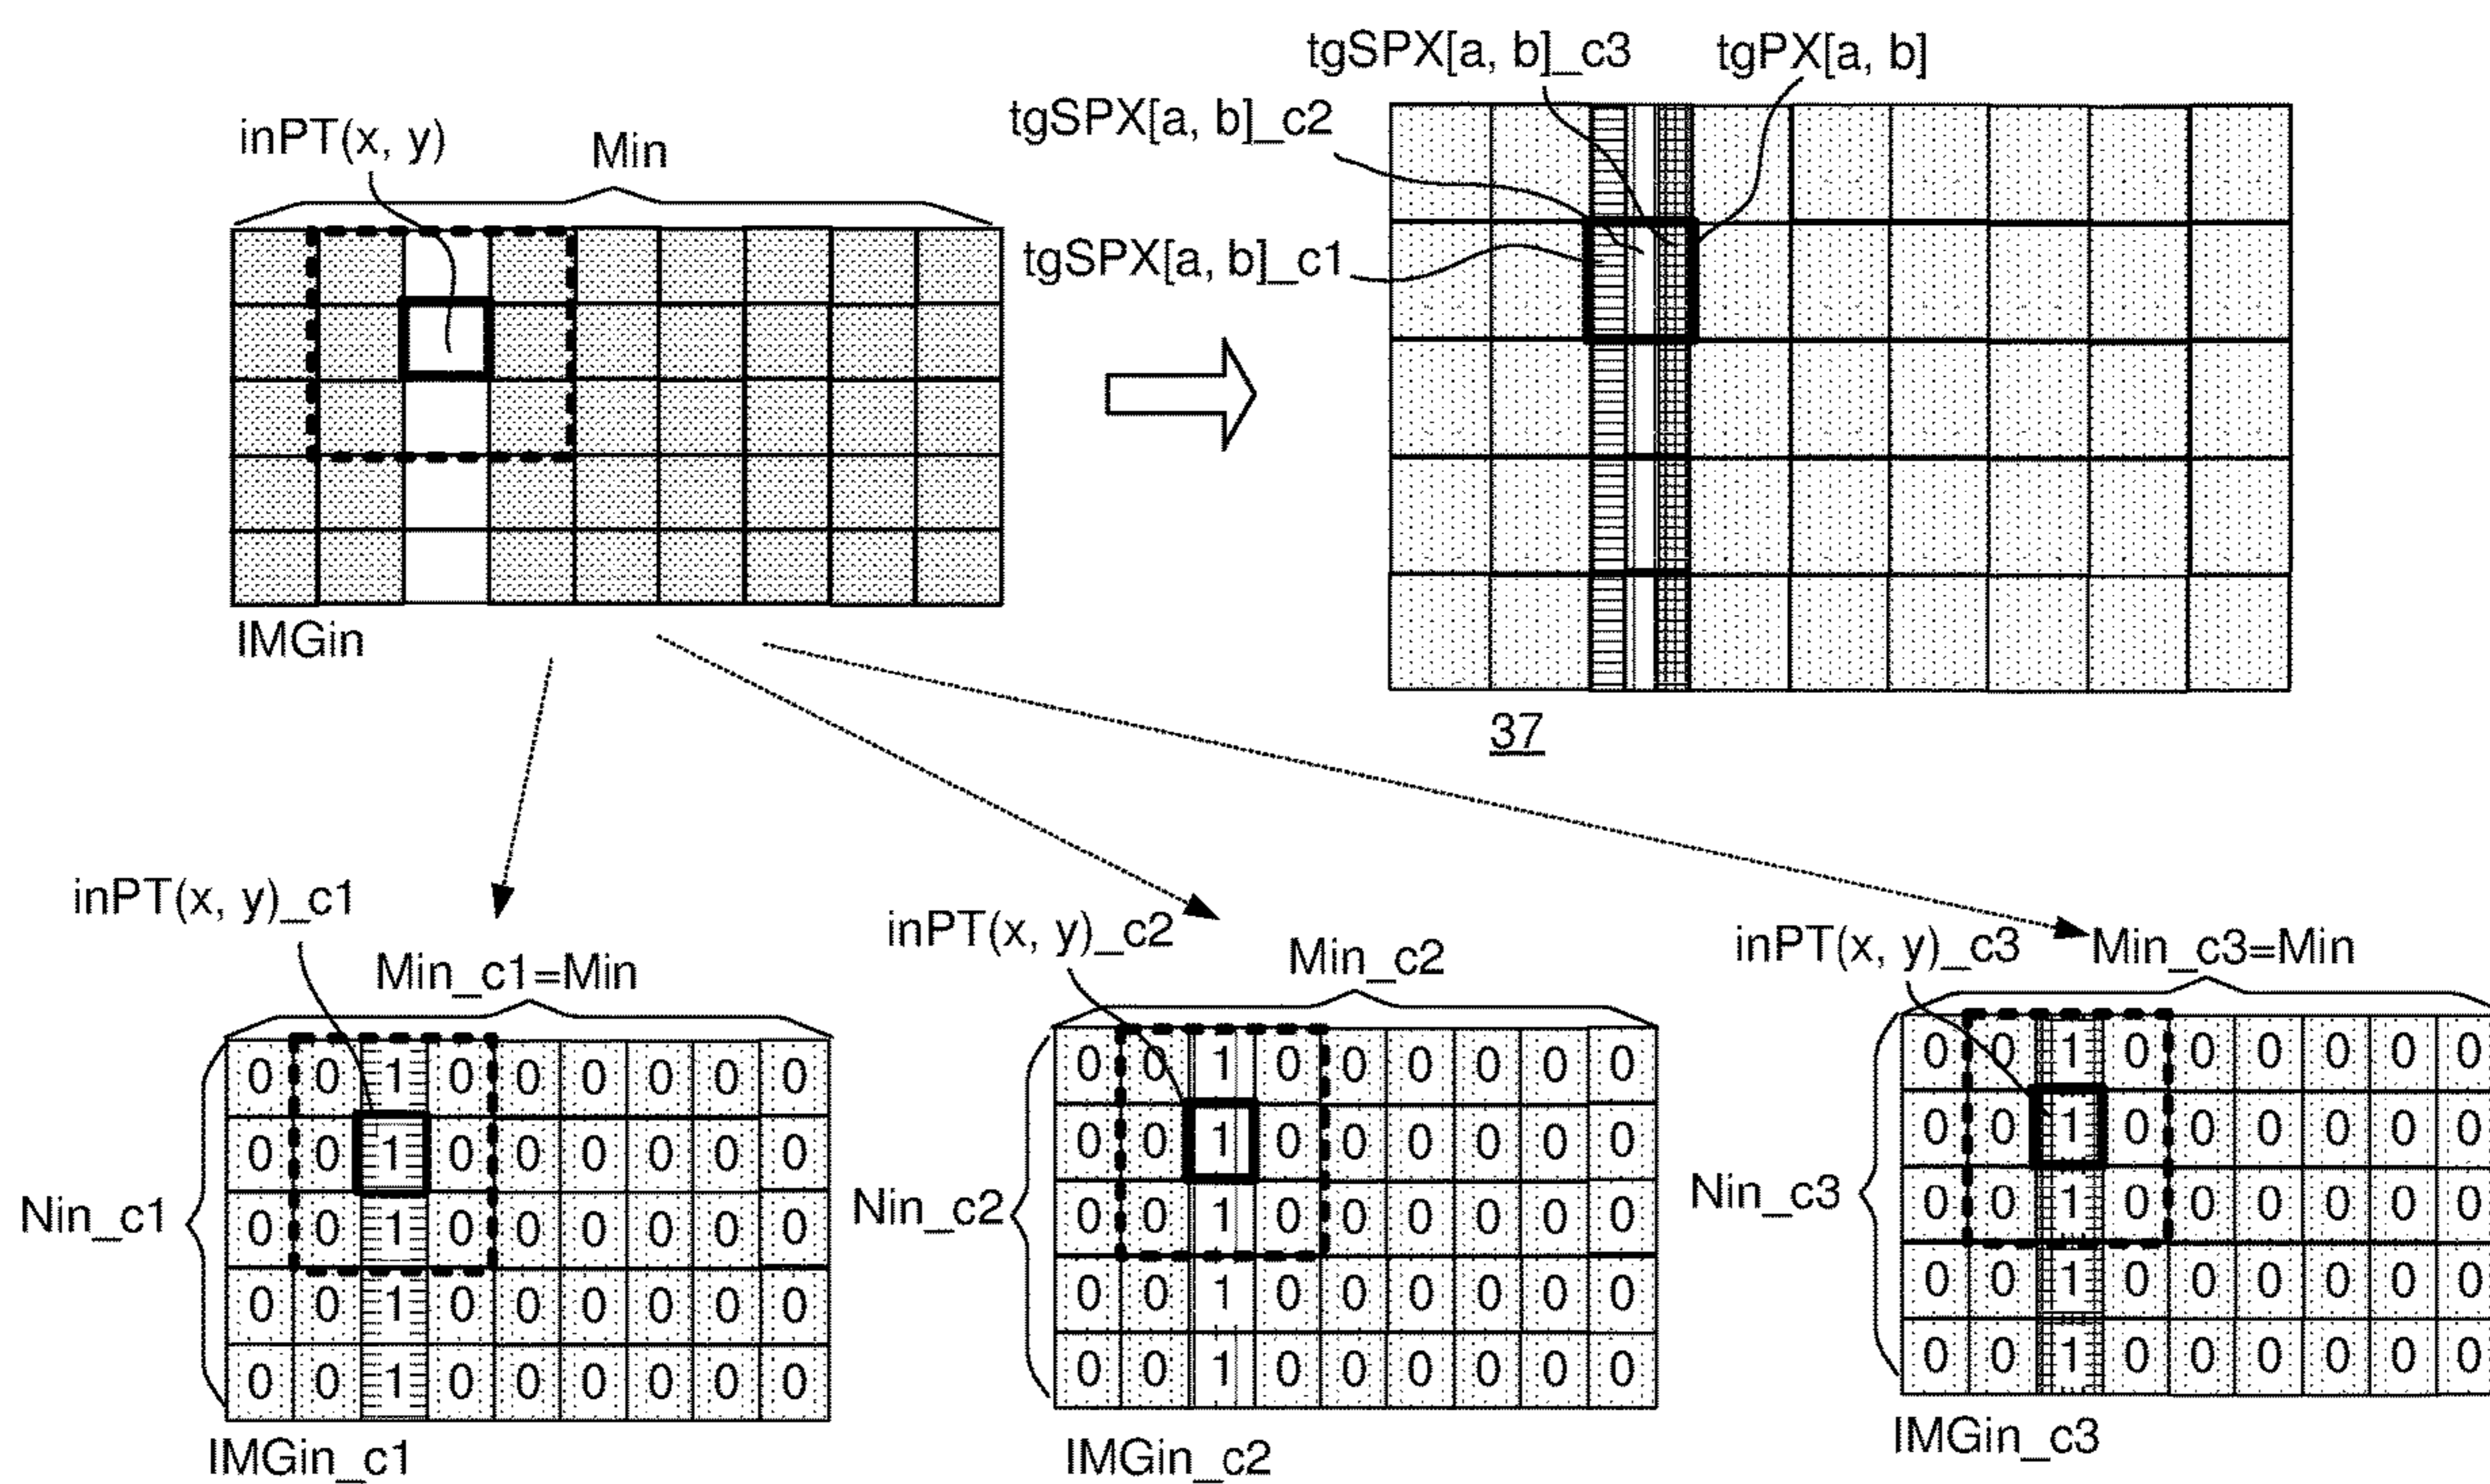 tgSPX[a, b]_c3 tgPX[a, b]
tgSPX[a, b]_c2
inPT(x, y) Min
tgSPX[a, b]_c1
IMGin
37
inPT(x, y)_c1 inPT(x, y)_c2 inPT(x, y)_c3
Min_c1=Min Min_c2 Min_c3=Min
Nin_c1
0 0 1 0 0 0 0 0 0
0 0 1 0 0 0 0 0 0
0 0 1 0 0 0 0 0 0
0 0 1 0 0 0 0 0 0
0 0 1 0 0 0 0 0 0
IMGin_c1
Nin_c2
0 0 1 0 0 0 0 0 0
0 0 1 0 0 0 0 0 0
0 0 1 0 0 0 0 0 0
0 0 1 0 0 0 0 0 0
0 0 1 0 0 0 0 0 0
IMGin_c2
Nin_c3
0 0 1 0 0 0 0 0 0
0 0 1 0 0 0 0 0 0
0 0 1 0 0 0 0 0 0
0 0 1 0 0 0 0 0 0
0 0 1 0 0 0 0 0 0
IMGin_c3